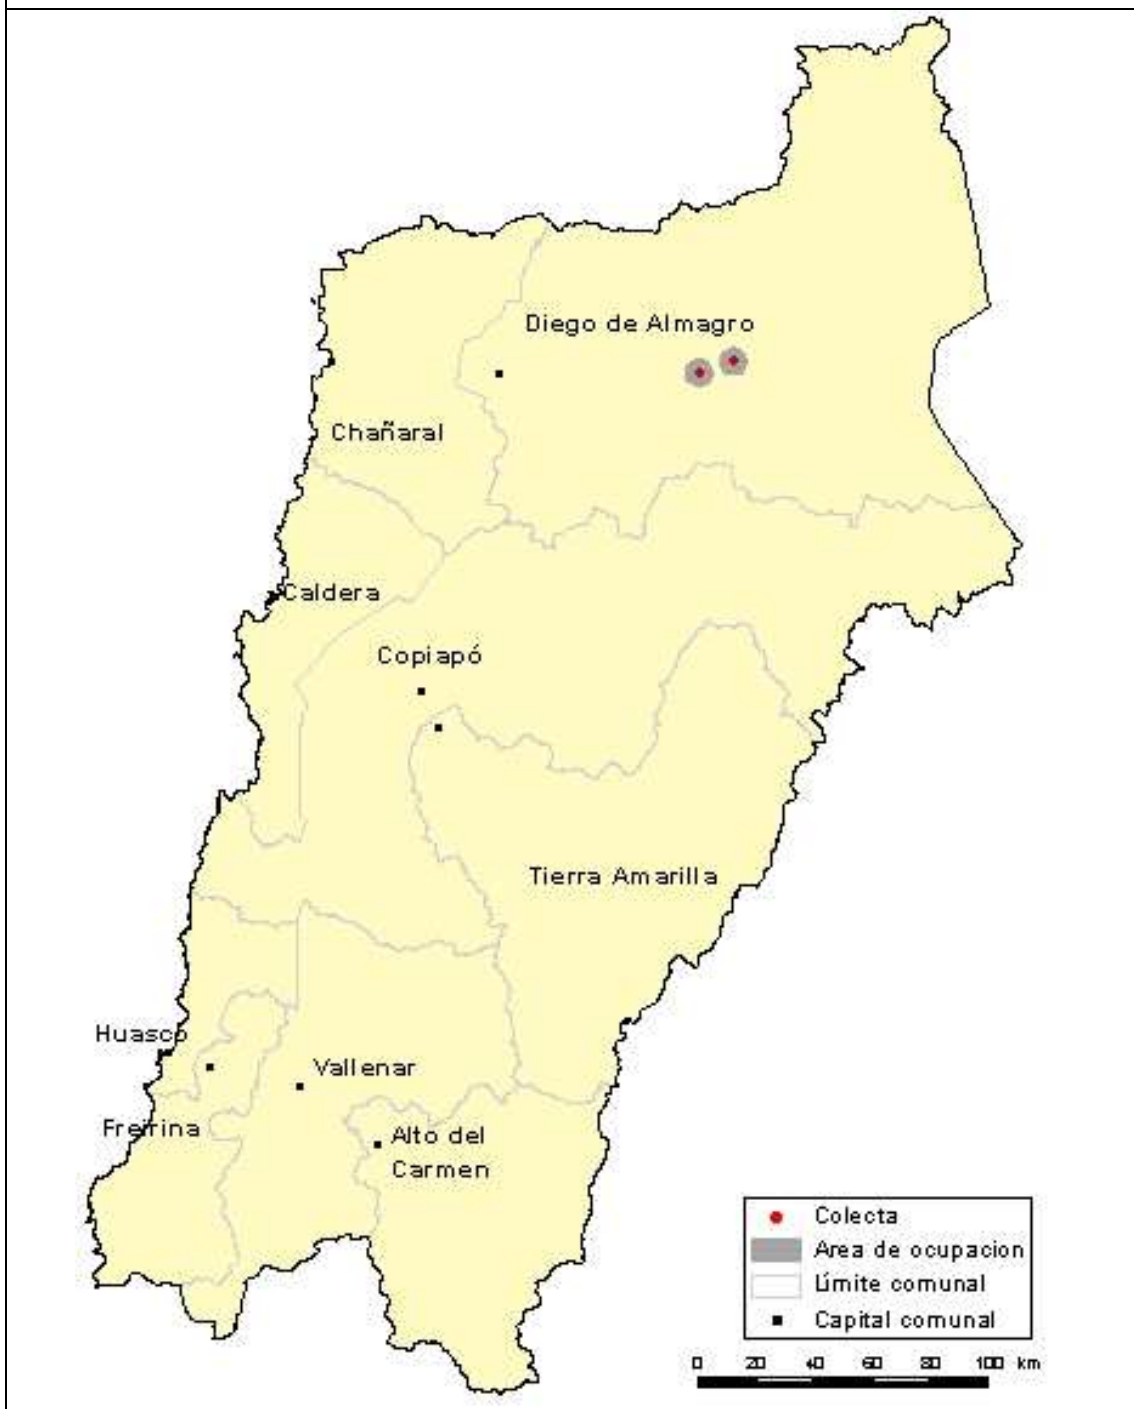 Diego de Almagro
Chañaral
Caldera
Copiapó
Tierra Amarilla
Huasco
Vallenar
Freirina
Alto del
Carmen
Colecta
Area de ocupacion
Límite comunal
Capital comunal
0 20 40 60 80 100 km